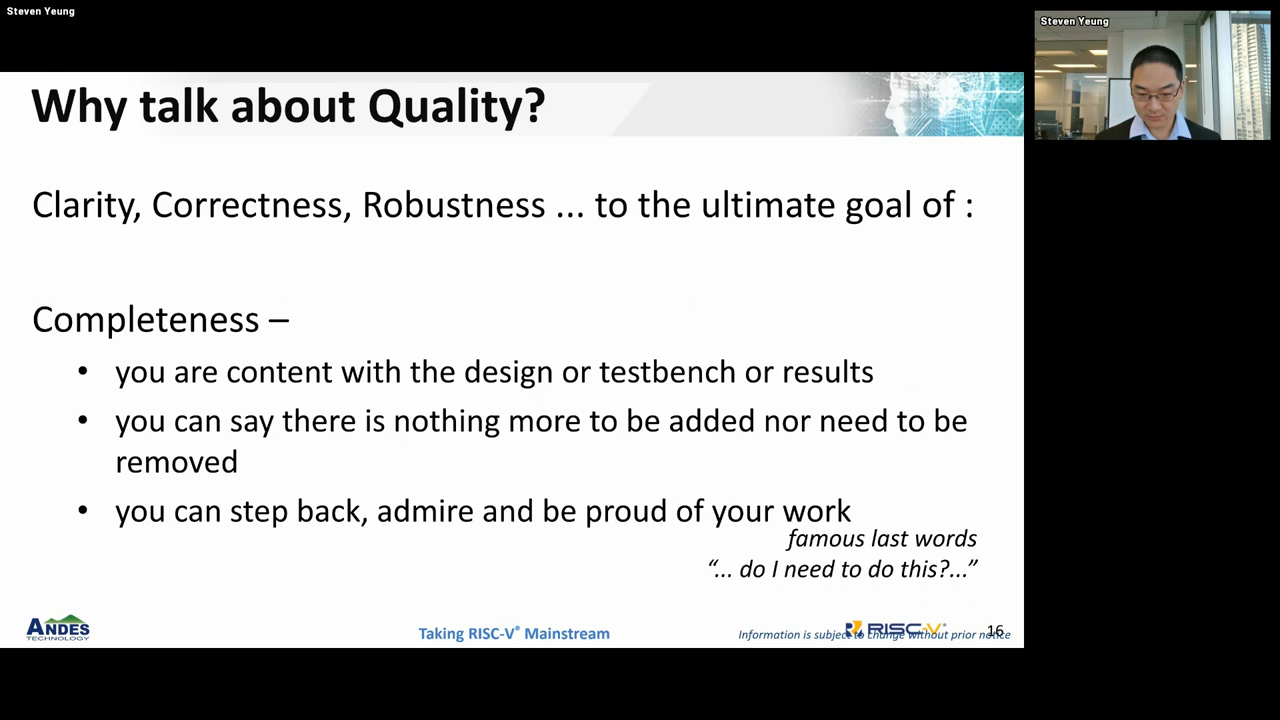 Steven Yeung
Steven Yeung
Why talk about Quality?
Clarity, Correctness, Robustness ... to the ultimate goal of :
Completeness –
• you are content with the design or testbench or results
• you can say there is nothing more to be added nor need to be
removed
• you can step back, admire and be proud of your work
famous last words
“... do I need to do this?...”
ANDES
TECHNOLOGY
Taking RISC-V® Mainstream
RISC-V®
Information is subject to change without prior notice
16